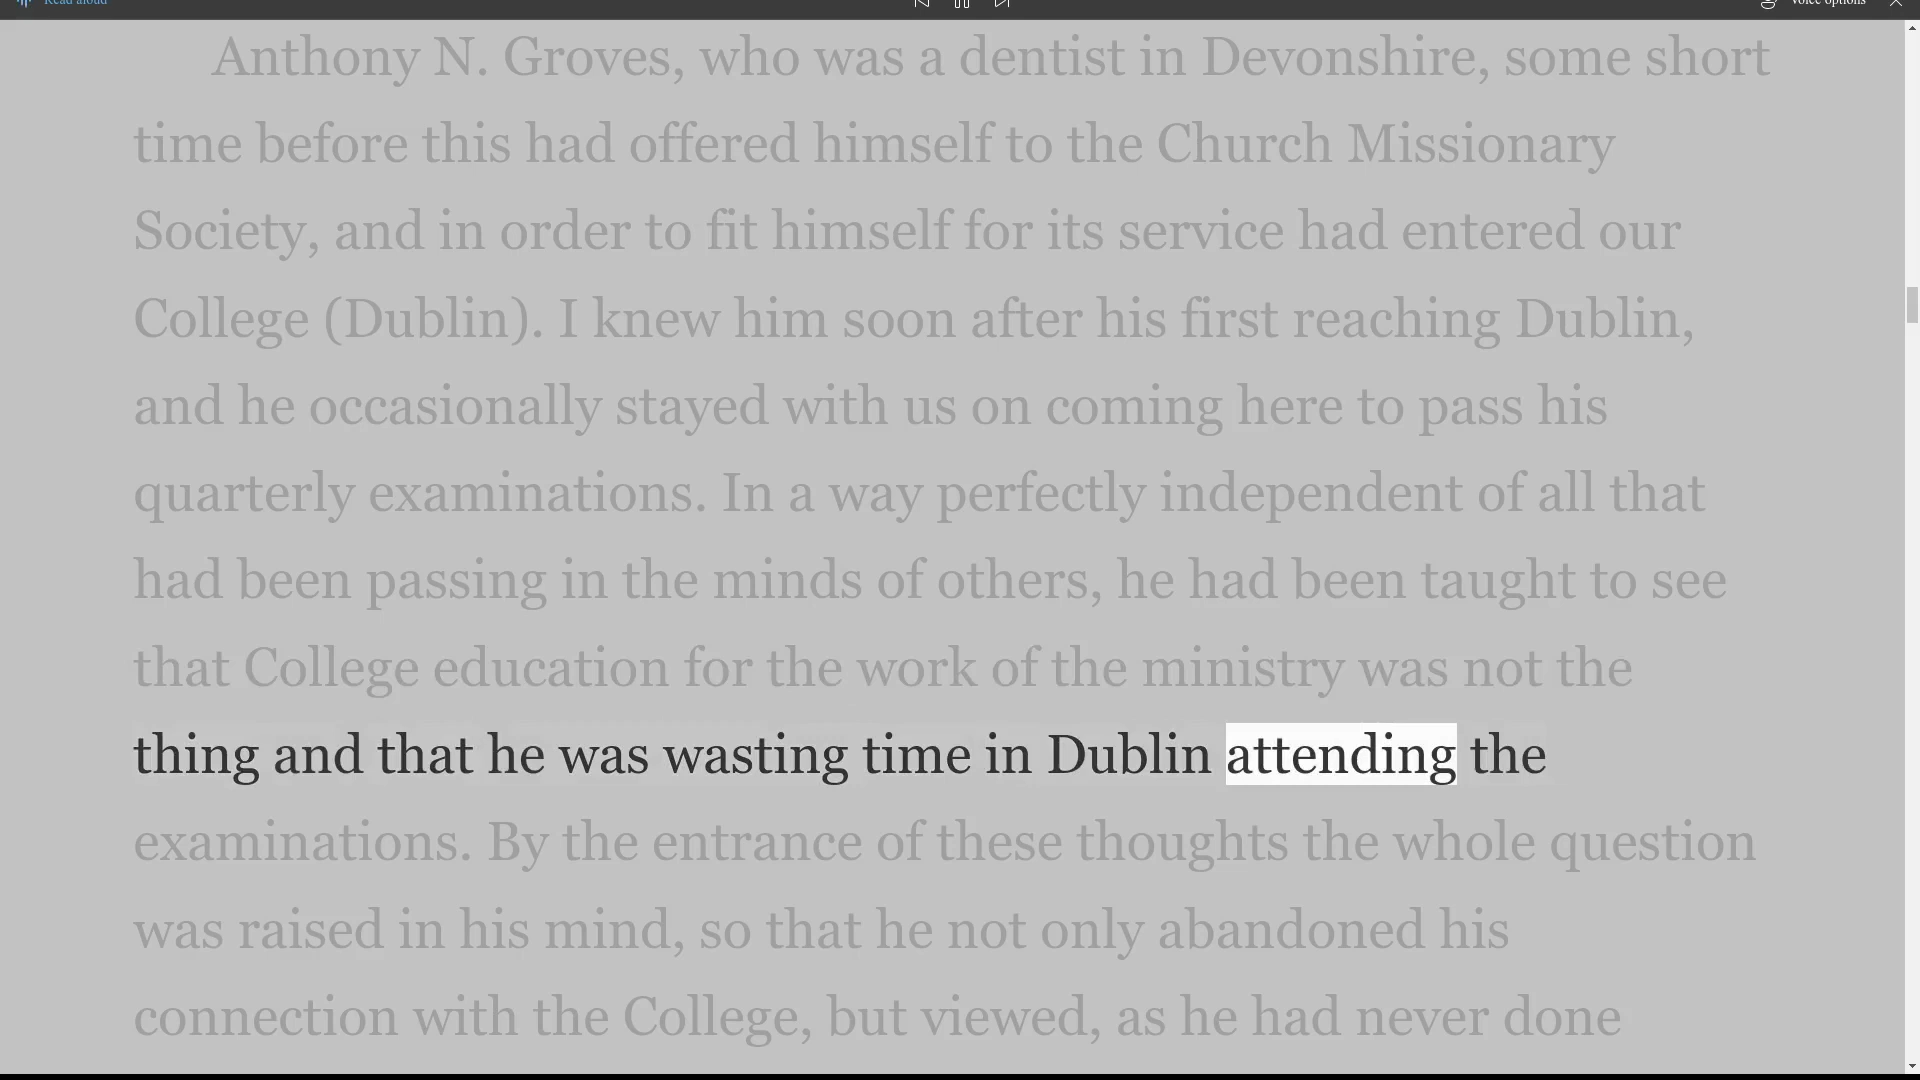 Read aloud
Voice options
Anthony N. Groves, who was a dentist in Devonshire, some short
time before this had offered himself to the Church Missionary
Society, and in order to fit himself for its service had entered our
College (Dublin). I knew him soon after his first reaching Dublin,
and he occasionally stayed with us on coming here to pass his
quarterly examinations. In a way perfectly independent of all that
had been passing in the minds of others, he had been taught to see
that College education for the work of the ministry was not the
thing and that he was wasting time in Dublin attending the
examinations. By the entrance of these thoughts the whole question
was raised in his mind, so that he not only abandoned his
connection with the College, but viewed, as he had never done